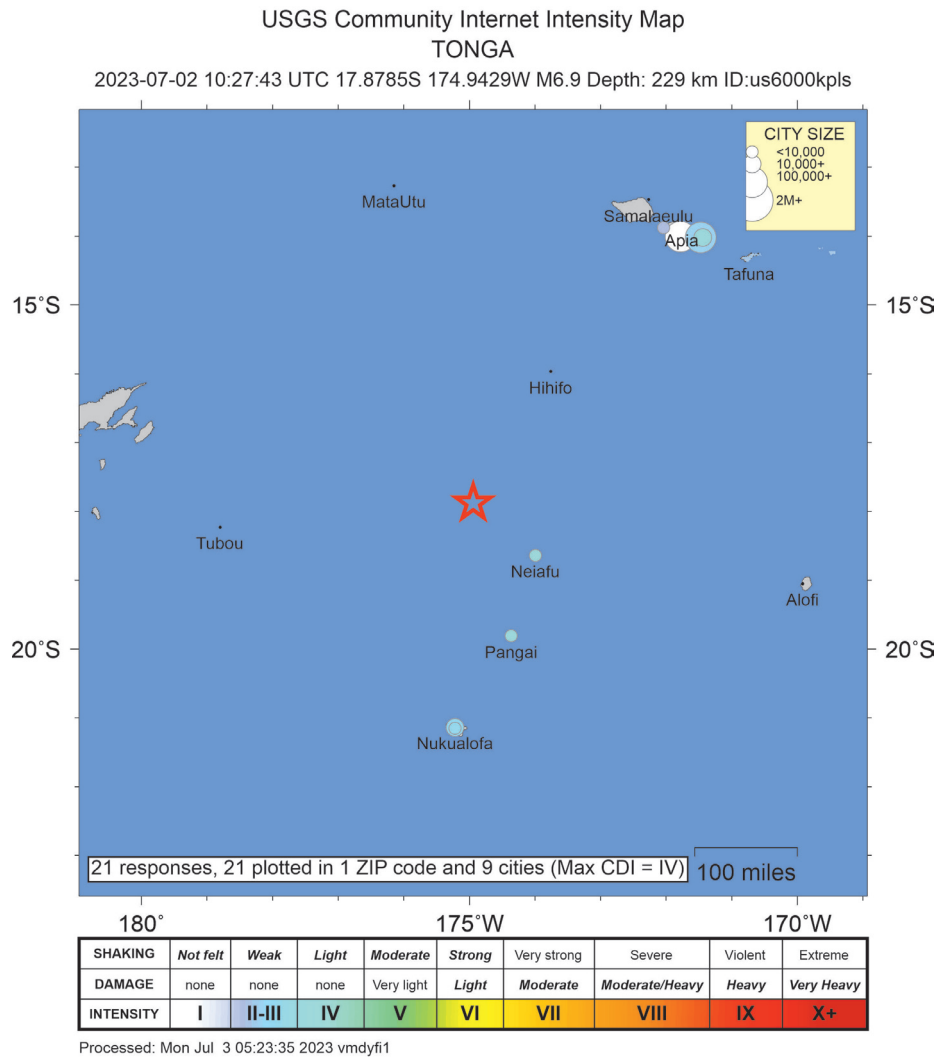 USGS Community Internet Intensity Map
TONGA
2023-07-02 10:27:43 UTC 17.8785S 174.9429W M6.9 Depth: 229 km ID:us6000kpls
CITY SIZE
<10,000
10,000+
100,000+
2M+
MataUtu
Samalaeulu
Apia
Tafuna
15˚S
15˚S
Hihifo
Tubou
Neiafu
Alofi
20˚S
20˚S
Pangai
Nukualofa
21 responses, 21 plotted in 1 ZIP code and 9 cities (Max CDI = IV)
100 miles
180˚
175˚W
170˚W
SHAKING Not felt Weak Light Moderate Strong Very strong Severe Violent Extreme
DAMAGE none none none Very light Light Moderate Moderate/Heavy Heavy Very Heavy
INTENSITY I II-III IV V VI VII VIII IX X+
Processed: Mon Jul 3 05:23:35 2023 vmdyfi1